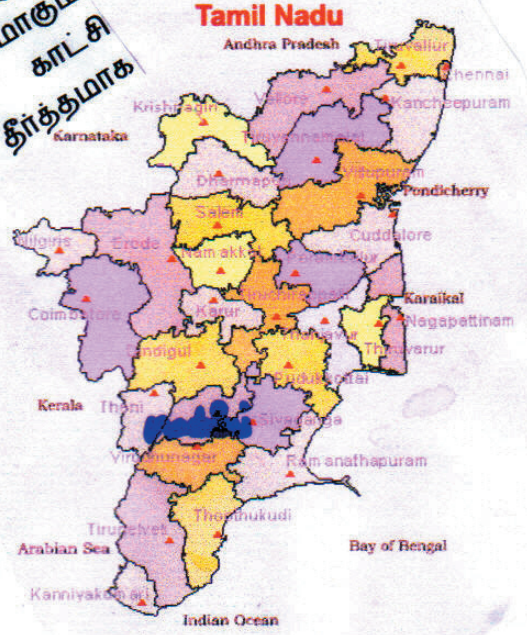 மாகும்
காட்சி
தீர்த்தமாக
Tamil Nadu
Andhra Pradesh
Tiruvallur
Chennai
Vellore
Kancheepuram
Krishnagiri
Karnataka
Tiruvannamalai
Dharmapuri
Villupuram
Pondicherry
Salem
Cuddalore
Nilgiris
Erode
Namakkal
Perambalur
Coimbatore
Karur
Tiruchirappalli
Karaikal
Nagapattinam
Thanjavur
Thiruvarur
Dindigul
Pudukkottai
Kerala
Theni
Sivaganga
Virudhunagar
Ramanathapuram
Thoothukudi
Tirunelveli
Arabian Sea
Bay of Bengal
Kanniyakumari
Indian Ocean